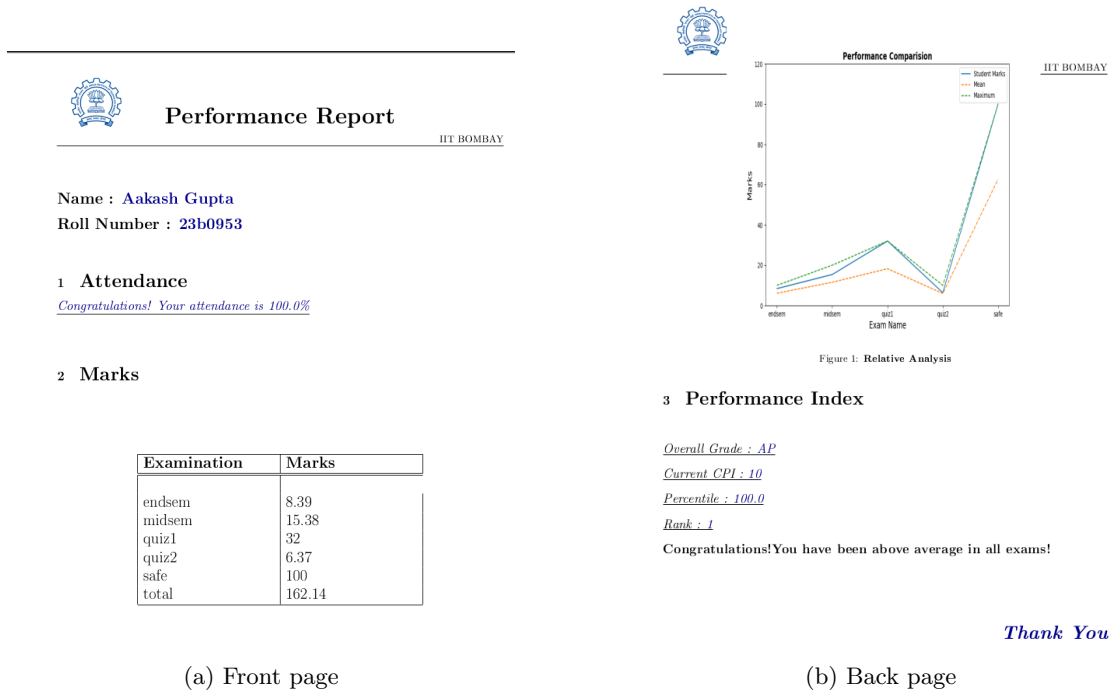 Performance Report
IIT BOMBAY
Name : Aakash Gupta
Roll Number : 23b0953
1 Attendance
Congratulations! Your attendance is 100.0%
2 Marks
Examination Marks
endsem 8.39
midsem 15.38
quiz1 32
quiz2 6.37
safe 100
total 162.14
(a) Front page
IIT BOMBAY
Performance Comparision
Student Marks
Mean
Maximum
120
100
80
60
40
20
0
Marks
endsem midsem quiz1 quiz2 safe
Exam Name
Figure 1: Relative Analysis
3 Performance Index
Overall Grade : AP
Current CPI : 10
Percentile : 100.0
Rank : 1
Congratulations!You have been above average in all exams!
Thank You
(b) Back page